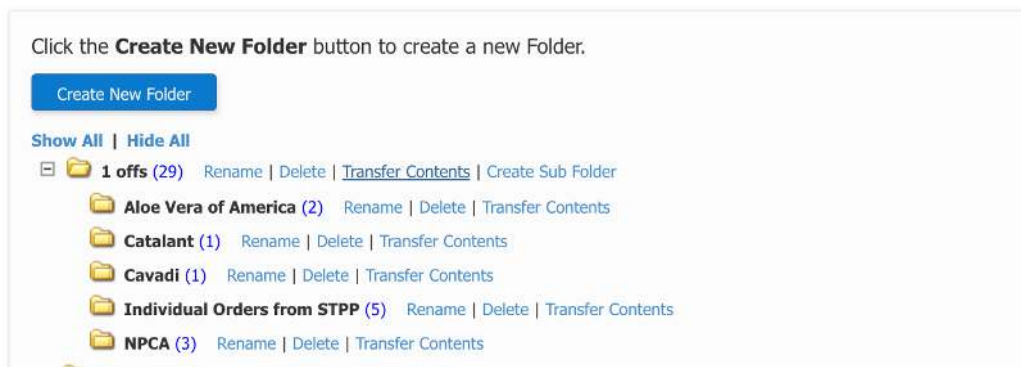 Click the Create New Folder button to create a new Folder.
Create New Folder
Show All | Hide All
1 offs (29) Rename | Delete | Transfer Contents | Create Sub Folder
Aloe Vera of America (2) Rename | Delete | Transfer Contents
Catalant (1) Rename | Delete | Transfer Contents
Cavadi (1) Rename | Delete | Transfer Contents
Individual Orders from STPP (5) Rename | Delete | Transfer Contents
NPCA (3) Rename | Delete | Transfer Contents